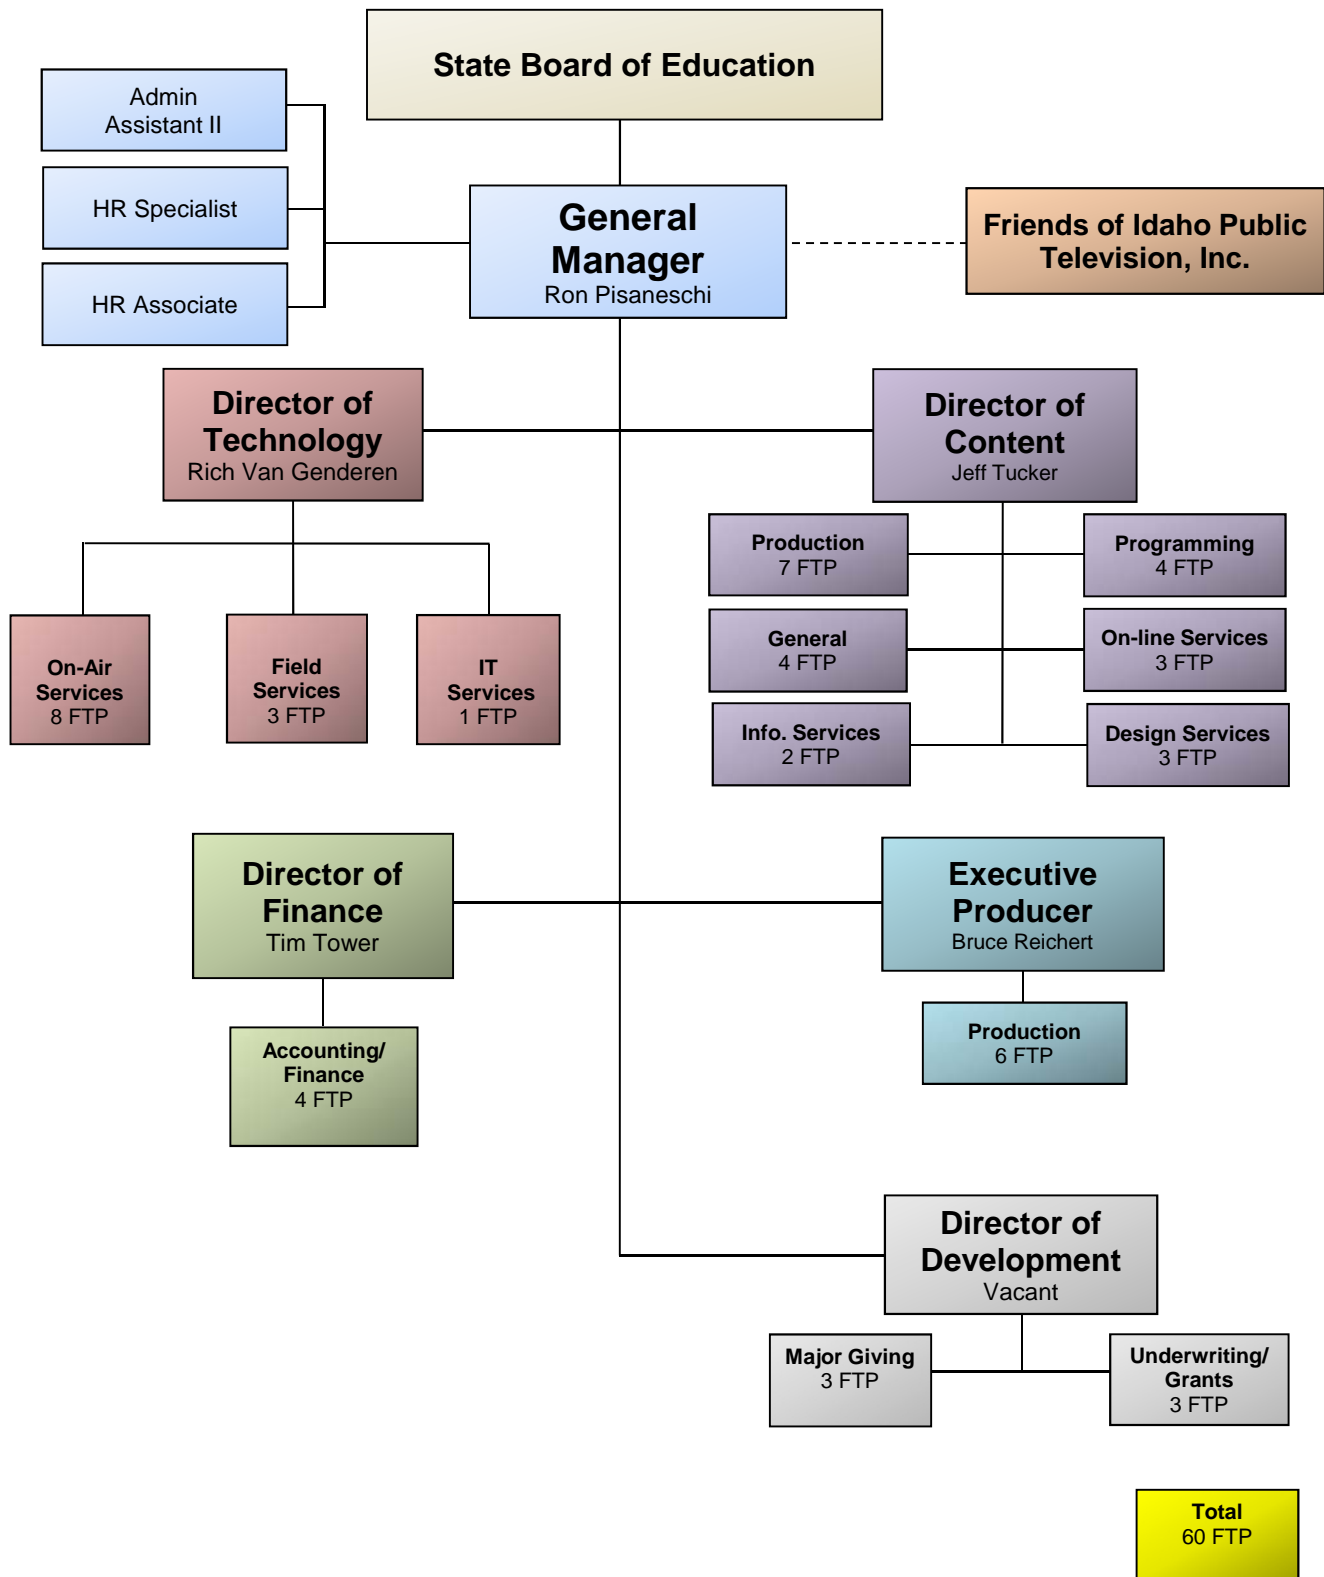 State Board of Education
Admin
Assistant II
HR Specialist
HR Associate
General
Manager
Ron Pisaneschi
Friends of Idaho Public
Television, Inc.
Director of
Technology
Rich Van Genderen
Director of
Content
Jeff Tucker
On-Air
Services
8 FTP
Field
Services
3 FTP
IT
Services
1 FTP
Production
7 FTP
Programming
4 FTP
General
4 FTP
On-line Services
3 FTP
Info. Services
2 FTP
Design Services
3 FTP
Director of
Finance
Tim Tower
Accounting/
Finance
4 FTP
Executive
Producer
Bruce Reichert
Production
6 FTP
Director of
Development
Vacant
Major Giving
3 FTP
Underwriting/
Grants
3 FTP
Total
60 FTP